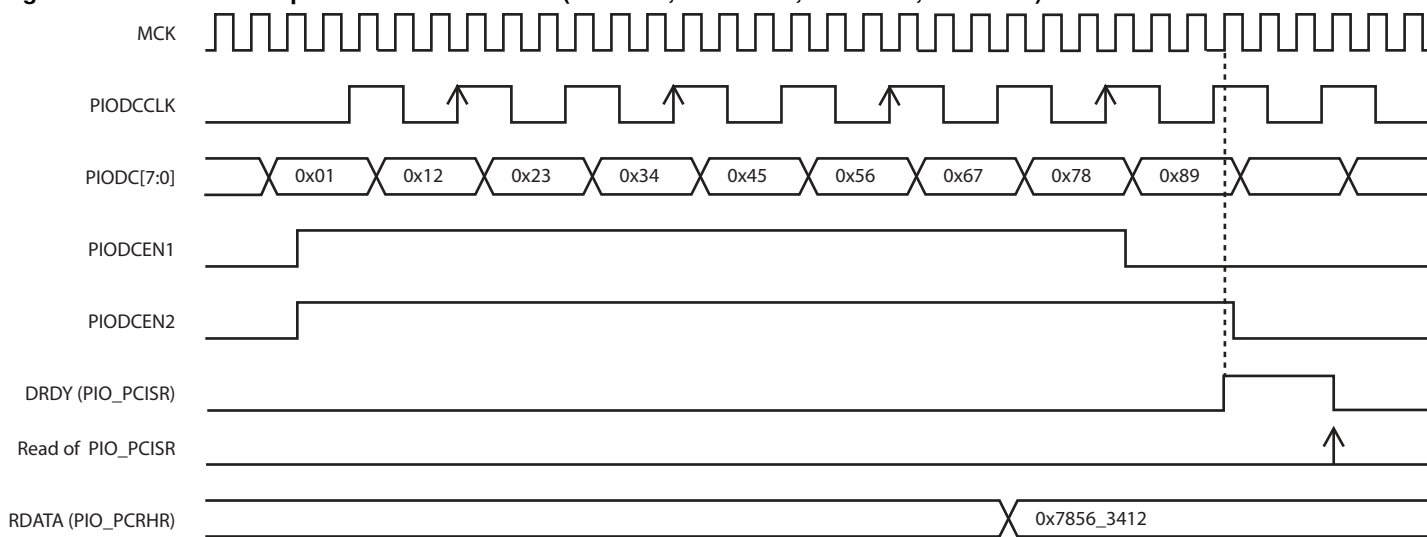 MCK
PIODCCLK
PIODC[7:0] 0x01 0x12 0x23 0x34 0x45 0x56 0x67 0x78 0x89
PIODCEN1
PIODCEN2
DRDY (PIO_PCISR)
Read of PIO_PCISR
RDATA (PIO_PCRHR) 0x7856_3412